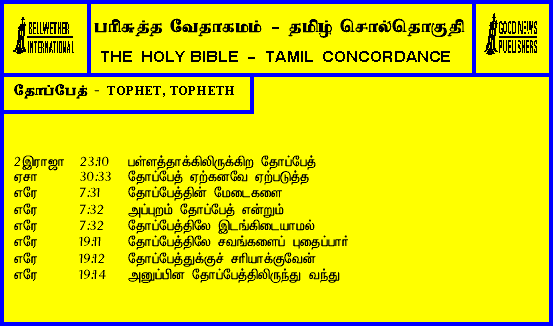 BELLWETHER
INTERNATIONAL
பரிசுத்த வேதாகமம் - தமிழ் சொல்தொகுதி
THE HOLY BIBLE - TAMIL CONCORDANCE
GOOD NEWS
PUBLISHERS
தோப்பேத் - TOPHET, TOPHETH
2இராஜா 23:10 பள்ளத்தாக்கிலிருக்கிற தோப்பேத்
ஏசா 30:33 தோப்பேத் ஏற்கனவே ஏற்படுத்த
எரே 7:31 தோப்பேத்தின் மேடைகளை
எரே 7:32 அப்புறம் தோப்பேத் என்றும்
எரே 7:32 தோப்பேத்திலே இடங்கிடையாமல்
எரே 19:11 தோப்பேத்திலே சவங்களைப் புதைப்பார்
எரே 19:12 தோப்பேத்துக்குச் சரியாக்குவேன்
எரே 19:14 அனுப்பின தோப்பேத்திலிருந்து வந்து